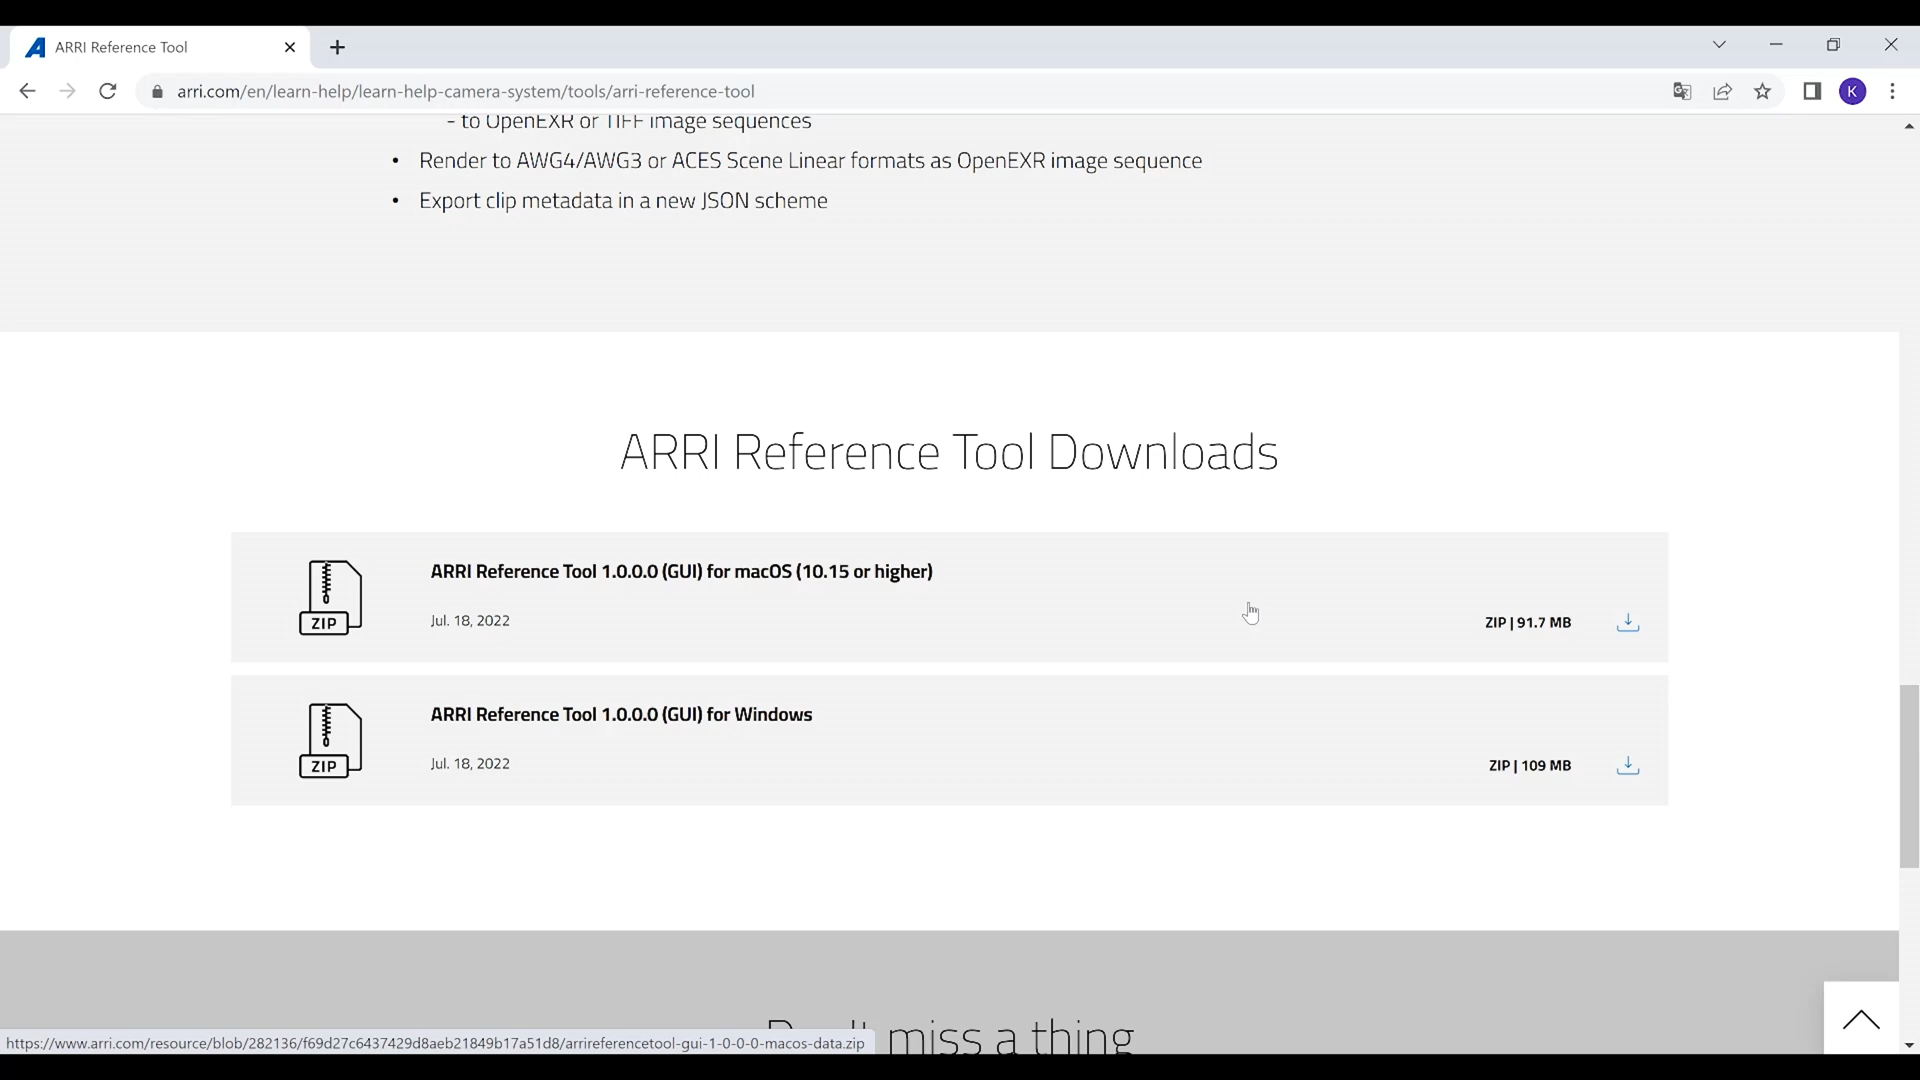 ARRI Reference Tool
arri.com/en/learn-help/learn-help-camera-system/tools/arri-reference-tool
K
- to OpenEXR or TIFF image sequences
• Render to AWG4/AWG3 or ACES Scene Linear formats as OpenEXR image sequence
• Export clip metadata in a new JSON scheme
ARRI Reference Tool Downloads
ZIP
ARRI Reference Tool 1.0.0.0 (GUI) for macOS (10.15 or higher)
Jul. 18, 2022
ZIP | 91.7 MB
ZIP
ARRI Reference Tool 1.0.0.0 (GUI) for Windows
Jul. 18, 2022
ZIP | 109 MB
Don't miss a thing
https://www.arri.com/resource/blob/282136/f69d27c6437429d8aeb21849b17a51d8/arrireferencetool-gui-1-0-0-0-macos-data.zip